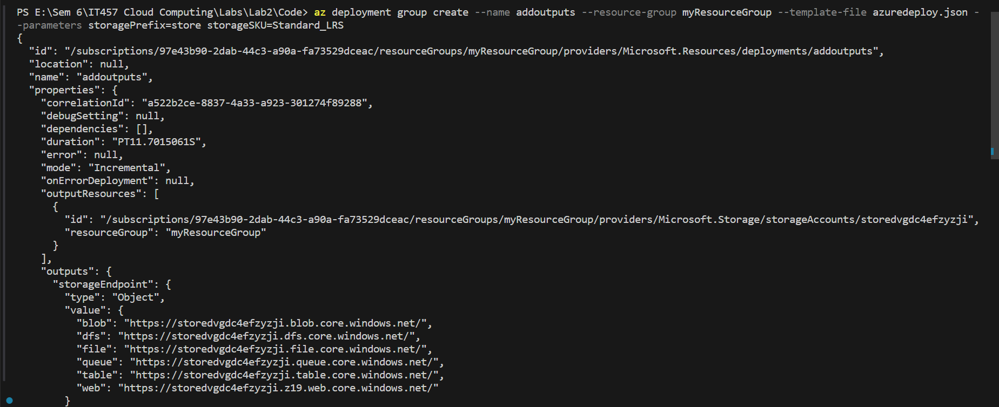 PS E:\Sem 6\IT457 Cloud Computing\Labs\Lab2\Code> az deployment group create --name addoutputs --resource-group myResourceGroup --template-file azuredeploy.json -
-parameters storagePrefix=store storageSKU=Standard_LRS
{
  "id": "/subscriptions/97e43b90-2dab-44c3-a90a-fa73529dceac/resourceGroups/myResourceGroup/providers/Microsoft.Resources/deployments/addoutputs",
  "location": null,
  "name": "addoutputs",
  "properties": {
    "correlationId": "a522b2ce-8837-4a33-a923-301274f89288",
    "debugSetting": null,
    "dependencies": [],
    "duration": "PT11.7015061S",
    "error": null,
    "mode": "Incremental",
    "onErrorDeployment": null,
    "outputResources": [
      {
        "id": "/subscriptions/97e43b90-2dab-44c3-a90a-fa73529dceac/resourceGroups/myResourceGroup/providers/Microsoft.Storage/storageAccounts/storedvgdc4efzyzji",
        "resourceGroup": "myResourceGroup"
      }
    ],
    "outputs": {
      "storageEndpoint": {
        "type": "Object",
        "value": {
          "blob": "https://storedvgdc4efzyzji.blob.core.windows.net/",
          "dfs": "https://storedvgdc4efzyzji.dfs.core.windows.net/",
          "file": "https://storedvgdc4efzyzji.file.core.windows.net/",
          "queue": "https://storedvgdc4efzyzji.queue.core.windows.net/",
          "table": "https://storedvgdc4efzyzji.table.core.windows.net/",
          "web": "https://storedvgdc4efzyzji.z19.web.core.windows.net/"
        }